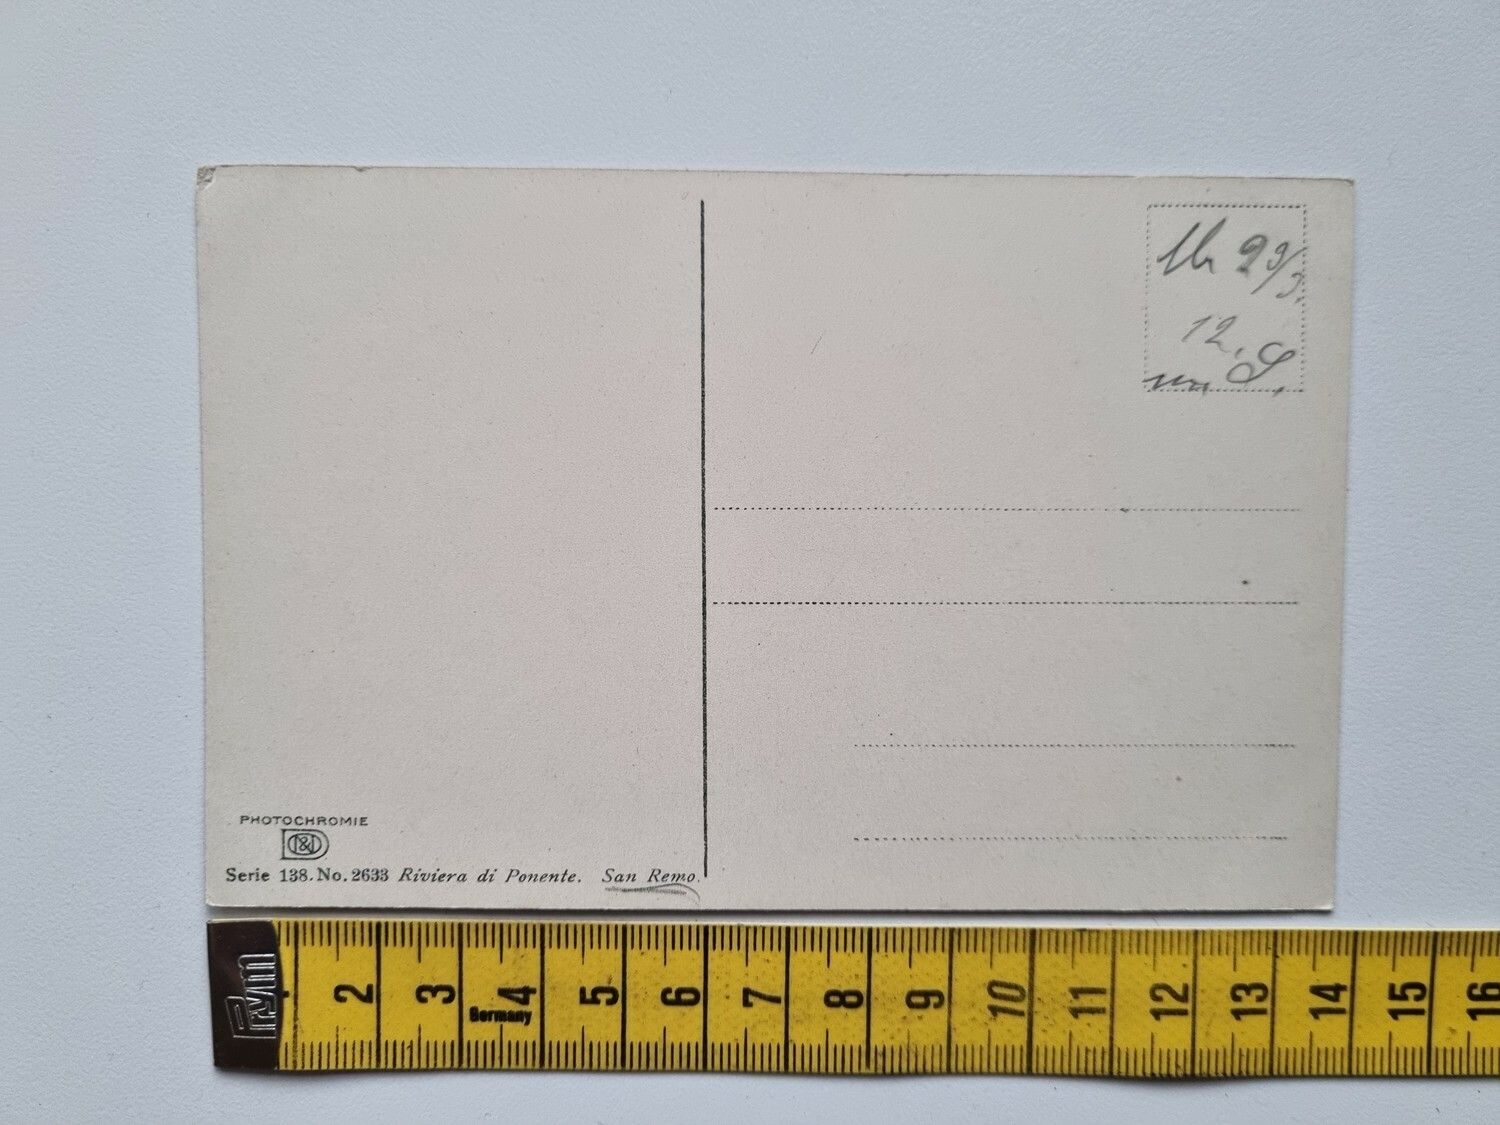 12.
PHOTOCHROMIE
Serie 138. No. 2633 Riviera di Ponente. San Remo.
Prym
2 3 4 5 6 7 8 9 10 11 12 13 14 15 16
Germany